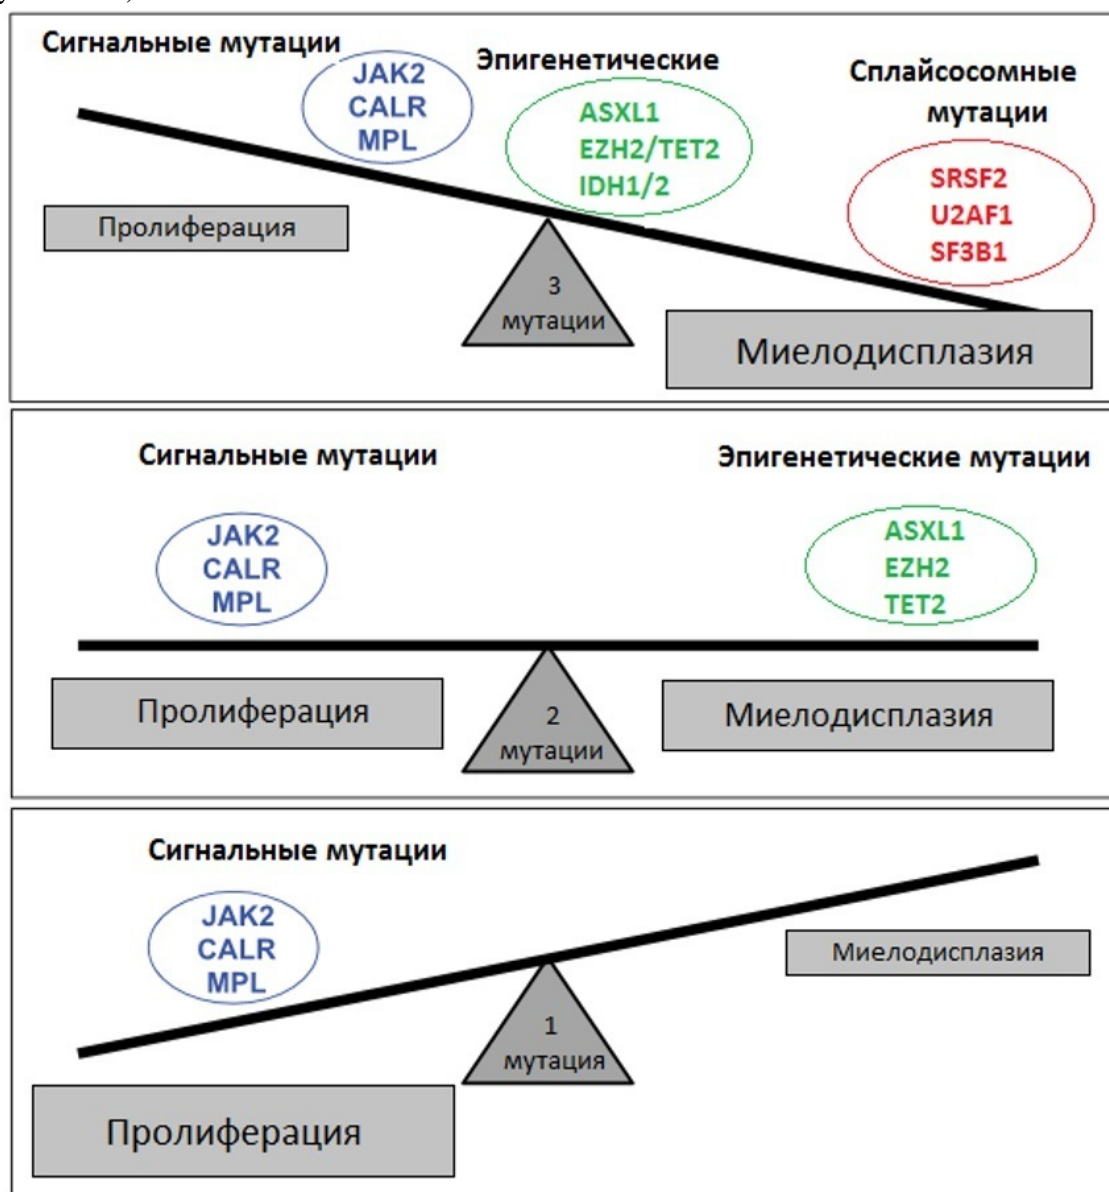 Сигнальные мутации
JAK2
CALR
MPL
Эпигенетические
ASXL1
EZH2/TET2
IDH1/2
Сплайсосомные
мутации
SRSF2
U2AF1
SF3B1
Пролиферация
3
мутации
Миелодисплазия
Сигнальные мутации
JAK2
CALR
MPL
Эпигенетические мутации
ASXL1
EZH2
TET2
Пролиферация
2
мутации
Миелодисплазия
Сигнальные мутации
JAK2
CALR
MPL
Миелодисплазия
1
мутация
Пролиферация